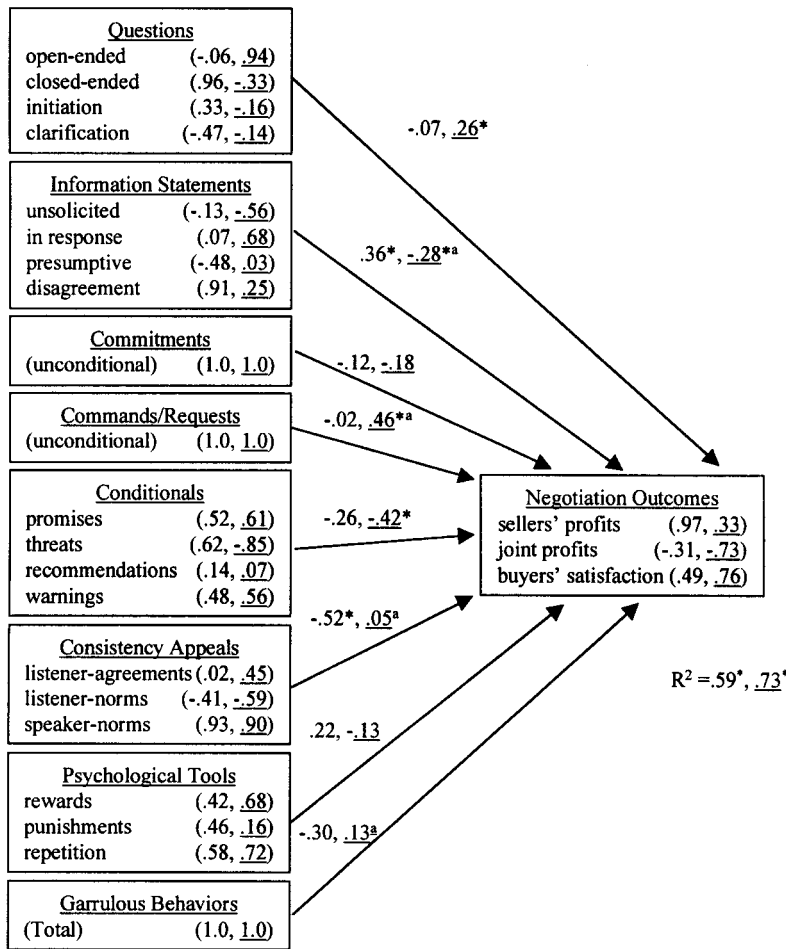 Questions
open-ended (-.06, .94)
closed-ended (.96, -.33)
initiation (.33, -.16)
clarification (-.47, -.14)
-.07, .26*
Information Statements
unsolicited (-.13, -.56)
in response (.07, .68)
presumptive (-.48, .03)
disagreement (.91, .25)
.36*, -.28*a
Commitments
(unconditional) (1.0, 1.0)
-.12, -.18
Commands/Requests
(unconditional) (1.0, 1.0)
-.02, .46*a
Conditionals
promises (.52, .61)
threats (.62, -.85)
recommendations (.14, .07)
warnings (.48, .56)
-.26, -.42*
Negotiation Outcomes
sellers' profits (.97, .33)
joint profits (-.31, -.73)
buyers' satisfaction (.49, .76)
Consistency Appeals
listener-agreements (.02, .45)
listener-norms (-.41, -.59)
speaker-norms (.93, .90)
-.52*, .05a
R2 =.59*, .73*
Psychological Tools
rewards (.42, .68)
punishments (.46, .16)
repetition (.58, .72)
.22, -.13
Garrulous Behaviors
(Total) (1.0, 1.0)
-.30, .13a